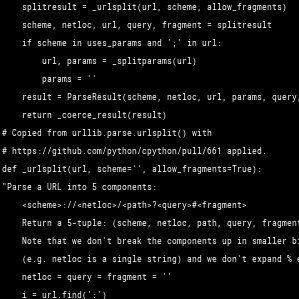 splitresult = _urlsplit(url, scheme, allow_fragments)
scheme, netloc, url, query, fragment = splitresult
if scheme in uses_params and ';' in url:
url, params = _splitparams(url)
params = ''
result = ParseResult(scheme, netloc, url, params, query,
return _coerce_result(result)
# Copied from urllib.parse.urlsplit() with
# https://github.com/python/cpython/pull/661 applied.
def _urlsplit(url, scheme='', allow_fragments=True):
"Parse a URL into 5 components:
<scheme>://<netloc>/<path>?<query>#<fragment>
Return a 5-tuple: (scheme, netloc, path, query, fragment
Note that we don't break the components up in smaller
(e.g. netloc is a single string) and we don't expand %
netloc = query = fragment = ''
i = url.find(':')